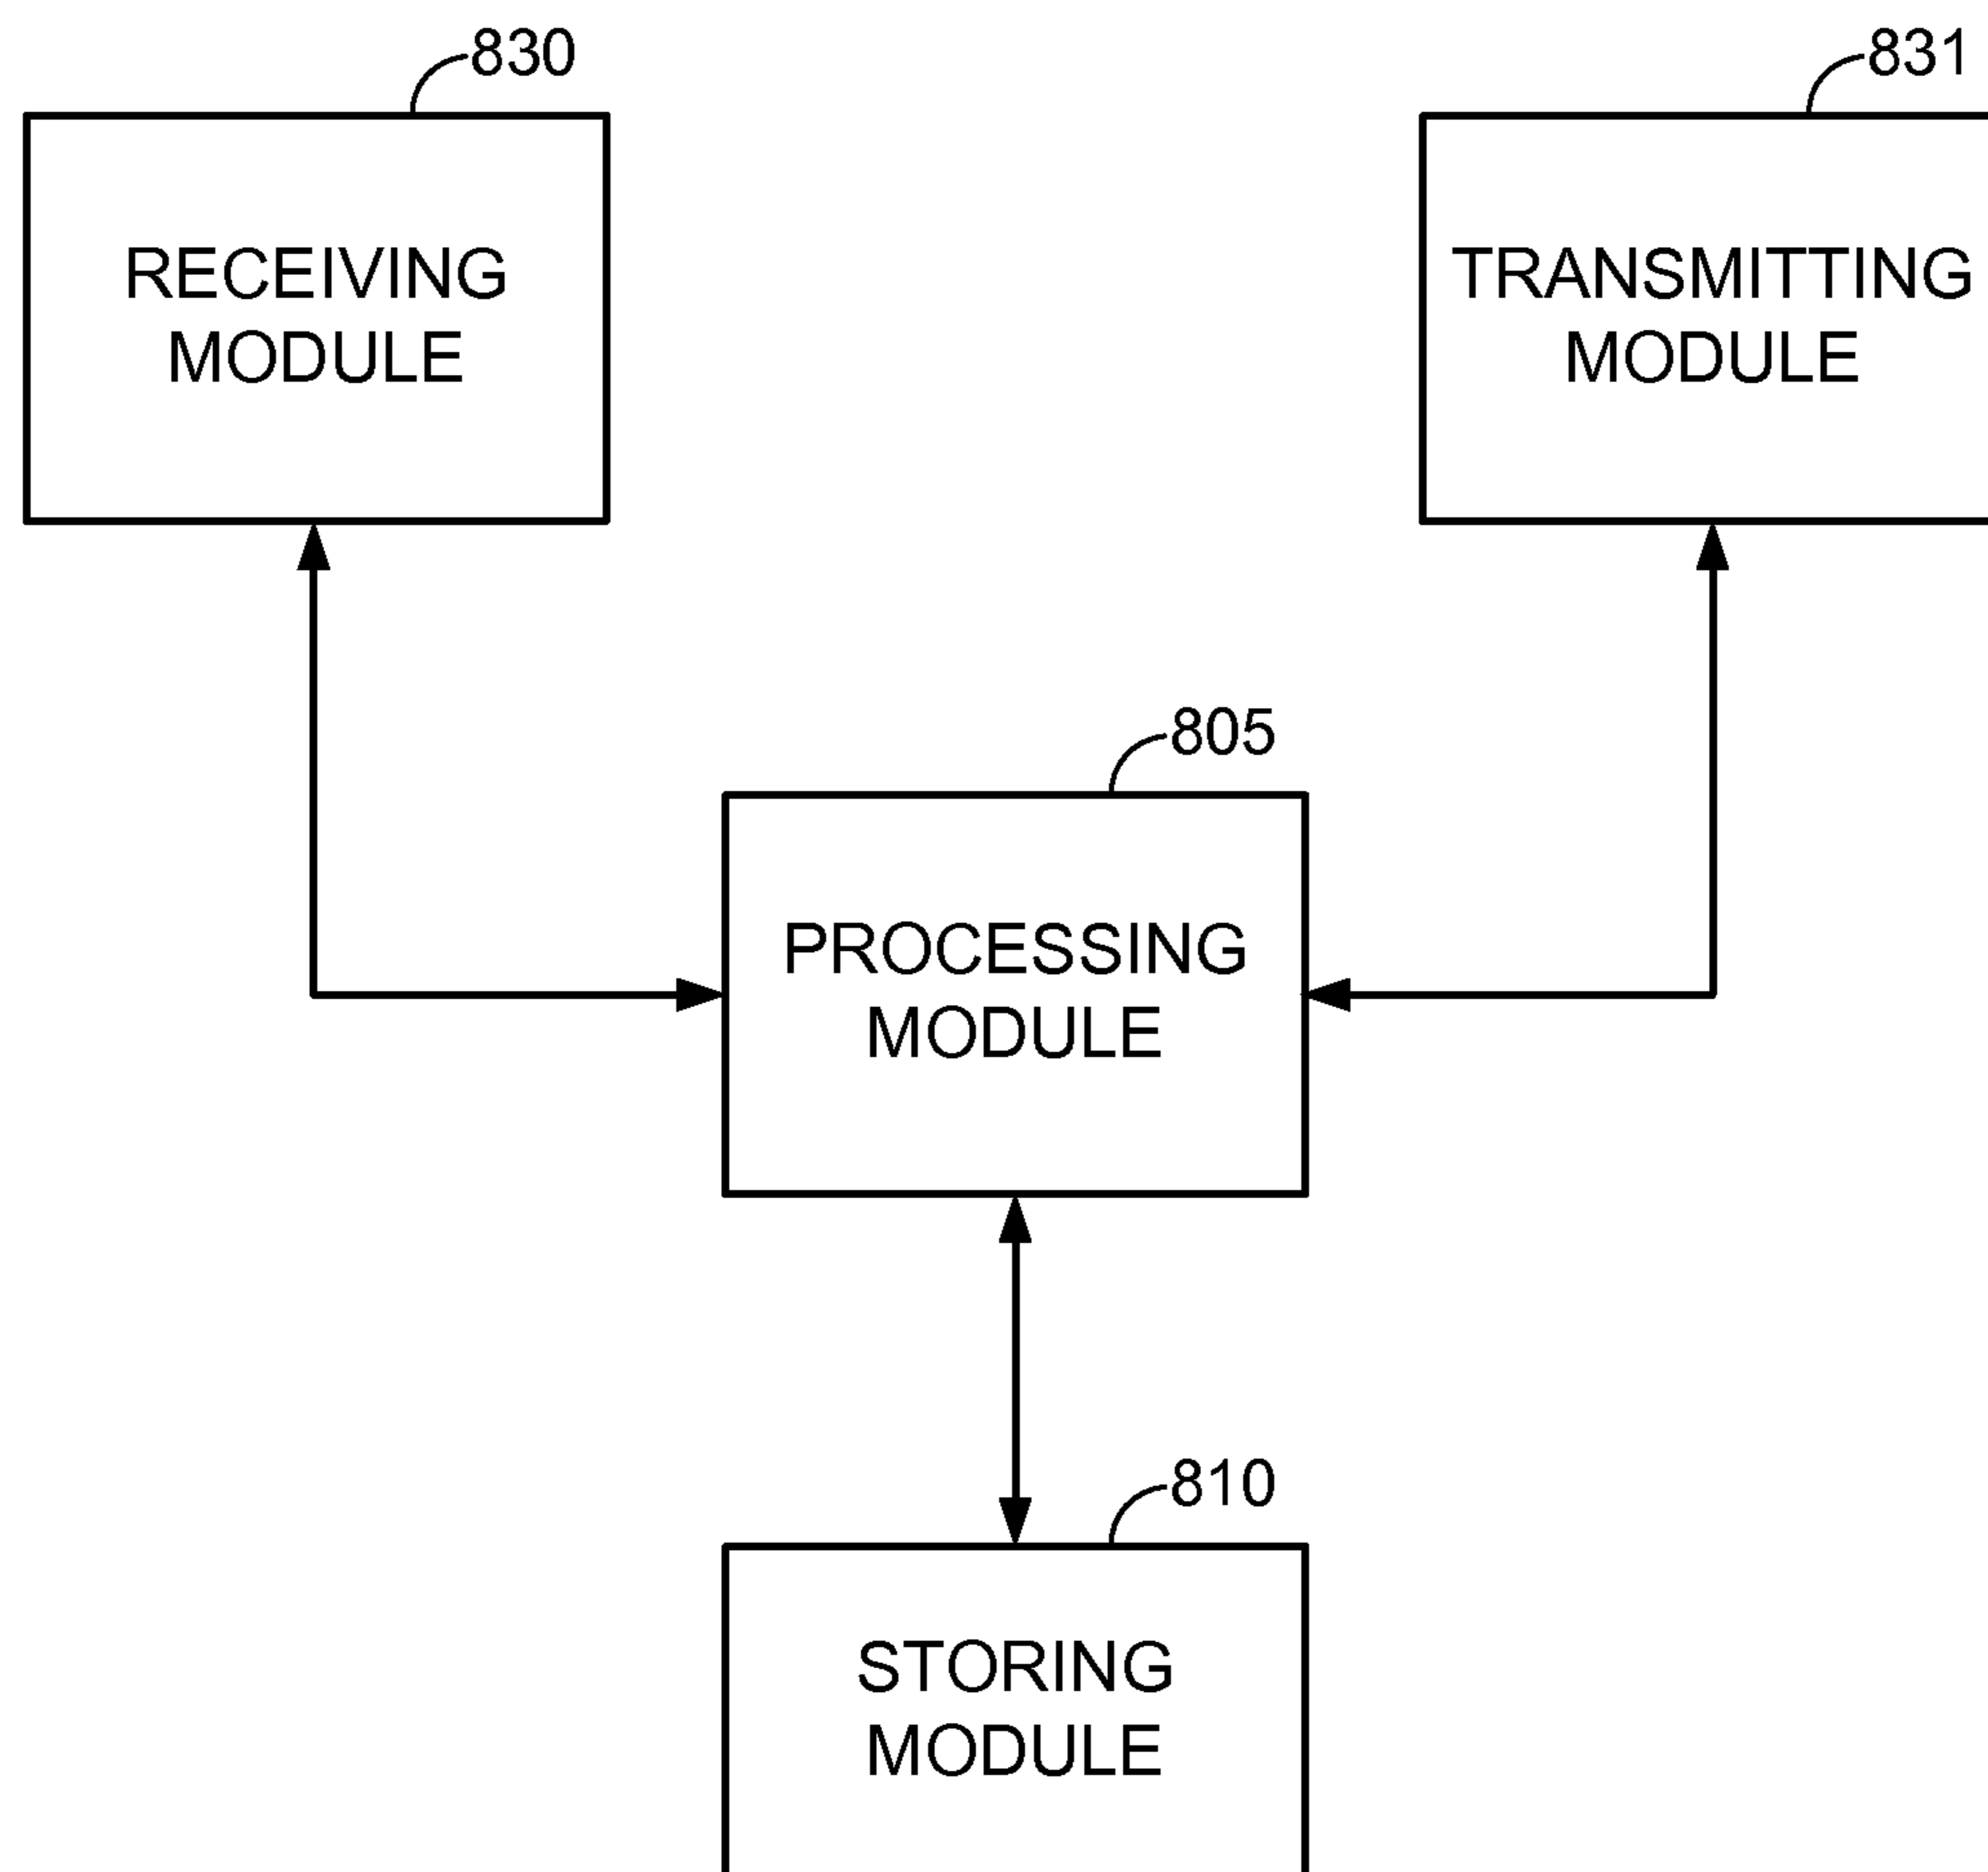 830
831
RECEIVING
MODULE
TRANSMITTING
MODULE
805
PROCESSING
MODULE
810
STORING
MODULE